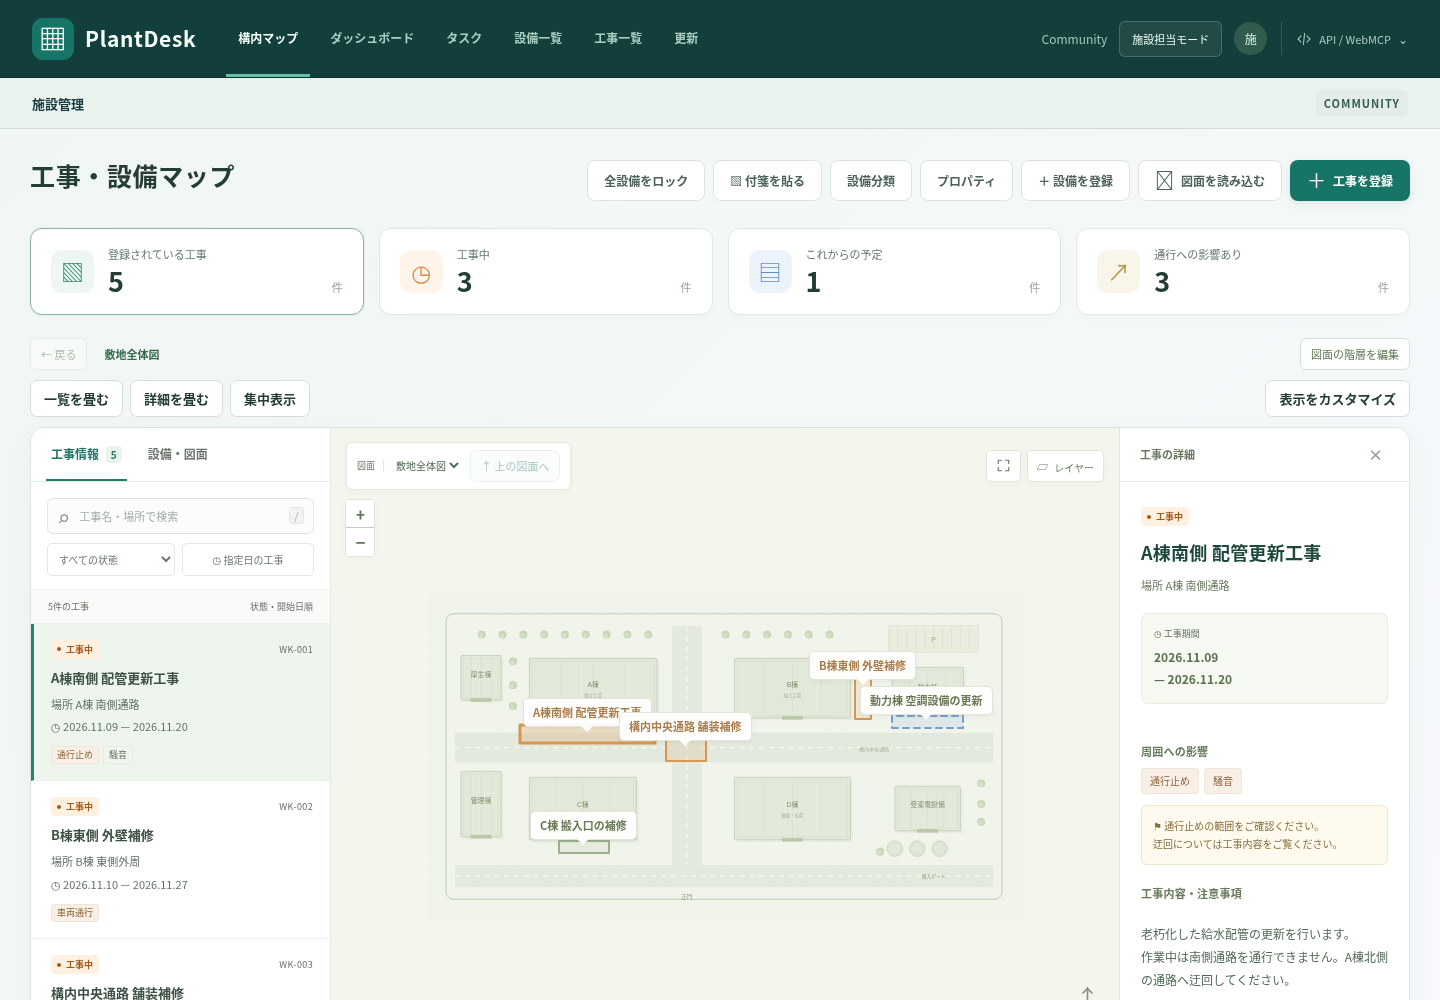 PlantDesk
構内マップ
ダッシュボード
タスク
設備一覧
工事一覧
更新
Community
施設担当モード
施
API / WebMCP
施設管理
COMMUNITY
工事・設備マップ
全設備をロック
付箋を貼る
設備分類
プロパティ
＋ 設備を登録
図面を読み込む
＋ 工事を登録
登録されている工事
5
件
工事中
3
件
これからの予定
1
件
通行への影響あり
3
件
← 戻る
敷地全体図
図面の階層を編集
一覧を畳む
詳細を畳む
集中表示
表示をカスタマイズ
工事情報 5
設備・図面
工事名・場所で検索
/
すべての状態
指定日の工事
5件の工事
状態・開始日順
工事中
WK-001
A棟南側 配管更新工事
場所 A棟 南側通路
2026.11.09 — 2026.11.20
通行止め
騒音
工事中
WK-002
B棟東側 外壁補修
場所 B棟 東側外周
2026.11.10 — 2026.11.27
車両通行
工事中
WK-003
構内中央通路 舗装補修
図面
敷地全体図
↑ 上の図面へ
レイヤー
+
−
P
厚生棟
A棟
B棟
B棟東側 外壁補修
動力棟 空調設備の更新
A棟南側 配管更新工事
構内中央通路 舗装補修
管理棟
C棟
C棟 搬入口の補修
D棟
受変電設備
搬入ゲート
正門
工事の詳細
×
工事中
A棟南側 配管更新工事
場所 A棟 南側通路
工事期間
2026.11.09
— 2026.11.20
周囲への影響
通行止め
騒音
通行止めの範囲をご確認ください。
迂回については工事内容をご覧ください。
工事内容・注意事項
老朽化した給水配管の更新を行います。
作業中は南側通路を通行できません。A棟北側
の通路へ迂回してください。